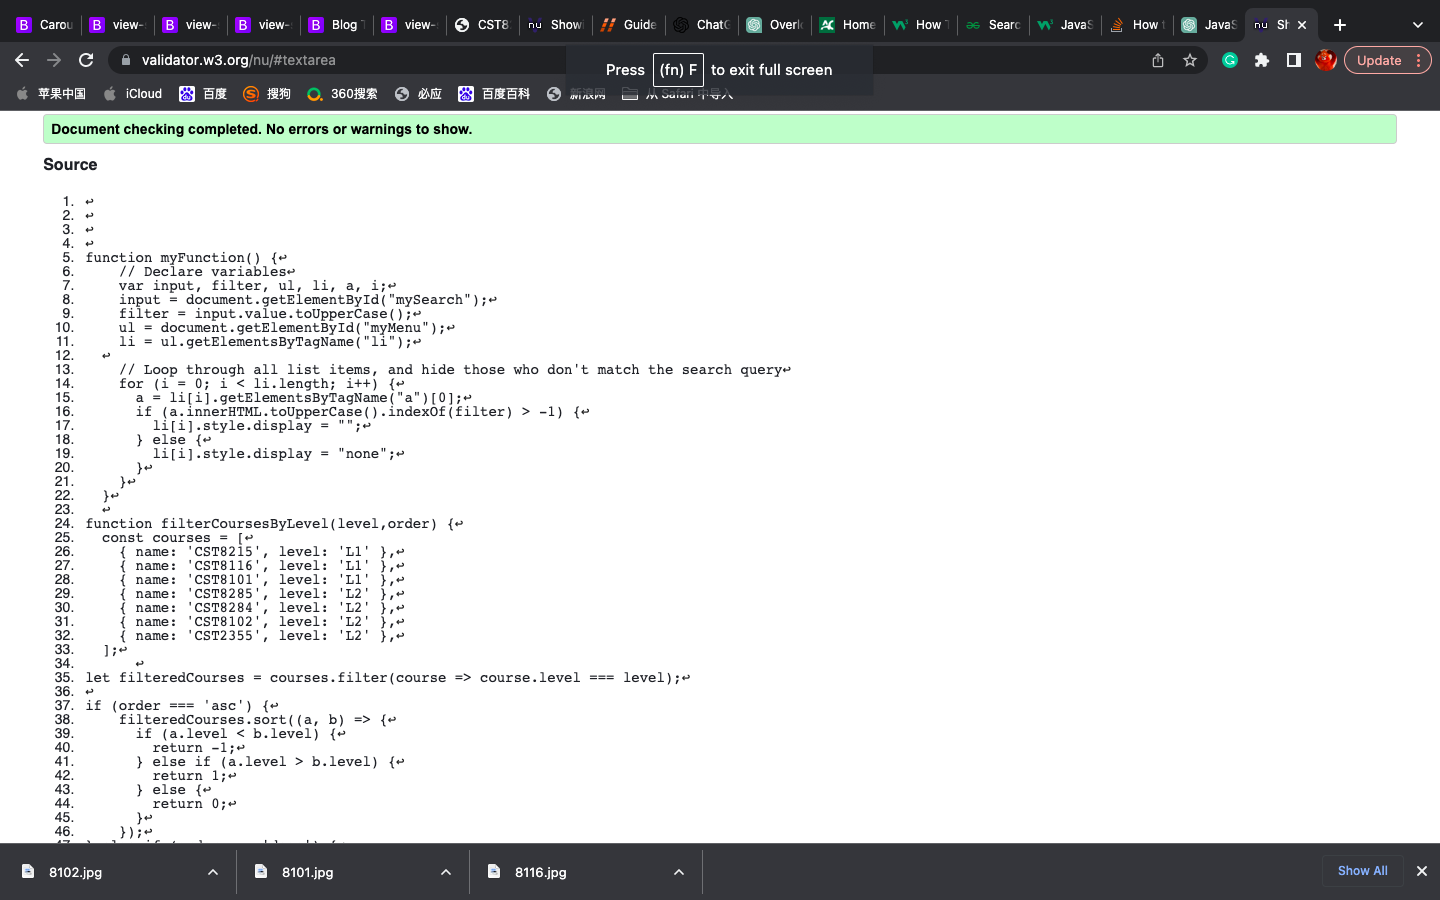 Carou view- view- view- Blog T view- CST8 Show Guide ChatG Overl Home How T Searc JavaS How t JavaS Sh
validator.w3.org/nu/#textarea
Press (fn) F to exit full screen
Update
苹果中国 iCloud 百度 搜狗 360搜索 必应 百度百科 新浪网 从 Safari 中导入
Document checking completed. No errors or warnings to show.
Source
1. ↩
2. ↩
3. ↩
4. ↩
5. function myFunction() {↩
6. // Declare variables↩
7. var input, filter, ul, li, a, i;↩
8. input = document.getElementById("mySearch");↩
9. filter = input.value.toUpperCase();↩
10. ul = document.getElementById("myMenu");↩
11. li = ul.getElementsByTagName("li");↩
12. ↩
13. // Loop through all list items, and hide those who don't match the search query↩
14. for (i = 0; i < li.length; i++) {↩
15. a = li[i].getElementsByTagName("a")[0];↩
16. if (a.innerHTML.toUpperCase().indexOf(filter) > -1) {↩
17. li[i].style.display = "";↩
18. } else {↩
19. li[i].style.display = "none";↩
20. }↩
21. }↩
22. }↩
23. ↩
24. function filterCoursesByLevel(level,order) {↩
25. const courses = [↩
26. { name: 'CST8215', level: 'L1' },↩
27. { name: 'CST8116', level: 'L1' },↩
28. { name: 'CST8101', level: 'L1' },↩
29. { name: 'CST8285', level: 'L2' },↩
30. { name: 'CST8284', level: 'L2' },↩
31. { name: 'CST8102', level: 'L2' },↩
32. { name: 'CST2355', level: 'L2' },↩
33. ];↩
34. ↩
35. let filteredCourses = courses.filter(course => course.level === level);↩
36. ↩
37. if (order === 'asc') {↩
38. filteredCourses.sort((a, b) => {↩
39. if (a.level < b.level) {↩
40. return -1;↩
41. } else if (a.level > b.level) {↩
42. return 1;↩
43. } else {↩
44. return 0;↩
45. }↩
46. });↩
8102.jpg 8101.jpg 8116.jpg Show All